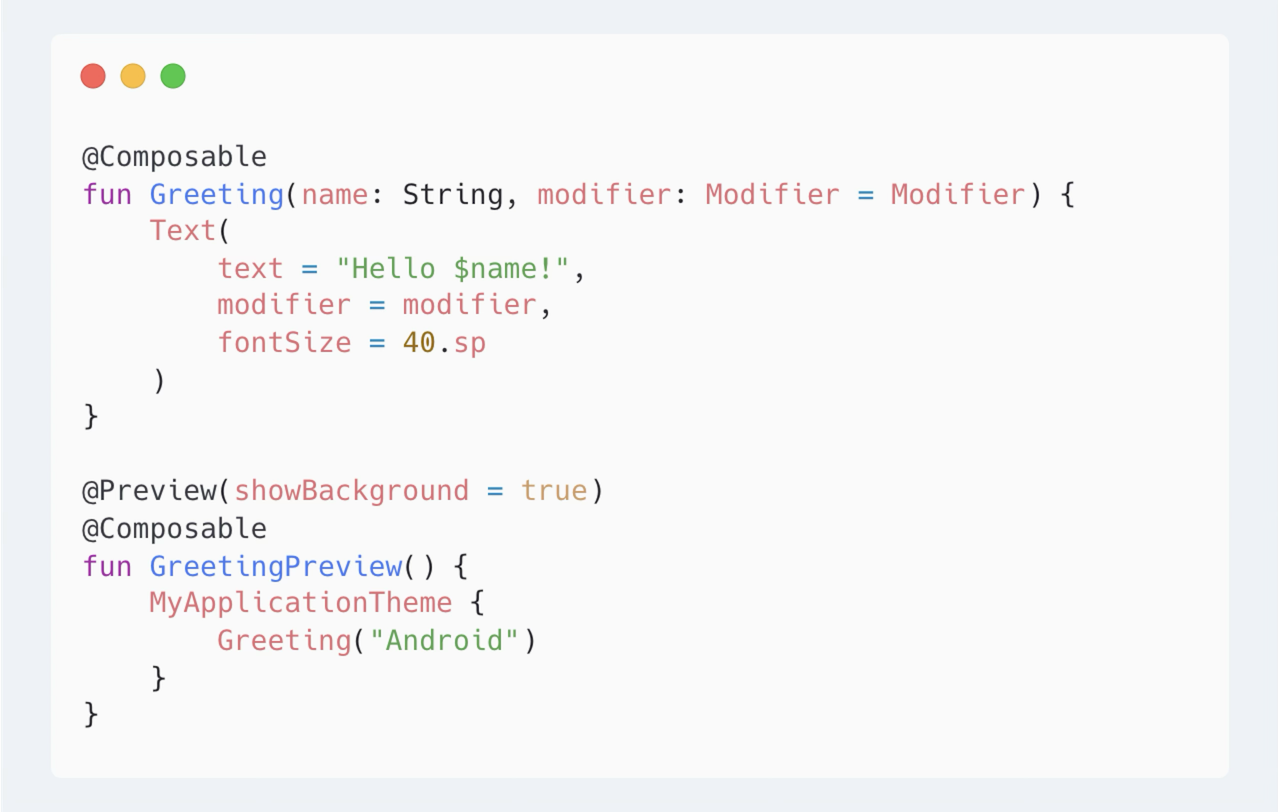 @Composable
fun Greeting(name: String, modifier: Modifier = Modifier) {
    Text(
        text = "Hello $name!",
        modifier = modifier,
        fontSize = 40.sp
    )
}

@Preview(showBackground = true)
@Composable
fun GreetingPreview() {
    MyApplicationTheme {
        Greeting("Android")
    }
}